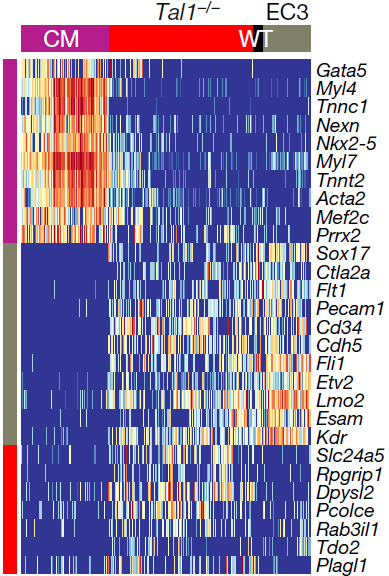 Tal1–/– EC3
CM WT
Gata5
Myl4
Tnnc1
Nexn
Nkx2-5
Myl7
Tnnt2
Acta2
Mef2c
Prrx2
Sox17
Ctla2a
Flt1
Pecam1
Cd34
Cdh5
Fli1
Etv2
Lmo2
Esam
Kdr
Slc24a5
Rpgrip1
Dpysl2
Pcolce
Rab3il1
Tdo2
Plagl1